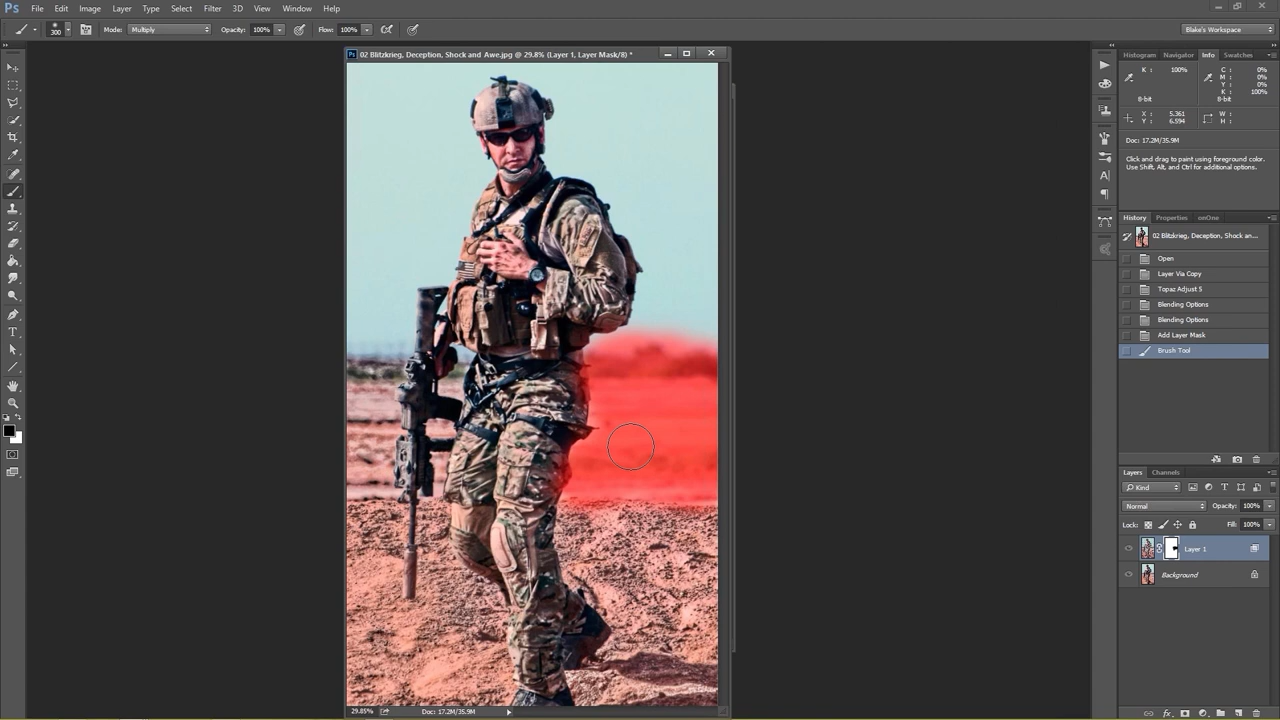 Ps File Edit Image Layer Type Select Filter 3D View Window Help
300 Mode: Multiply Opacity: 100% Flow: 100% Blake's Workspace
02 Blitzkrieg, Deception, Shock and Awe.jpg @ 29.8% (Layer 1, Layer Mask/8) *
Histogram Navigator Info Swatches
K : 100% C : 0%
M : 0%
Y : 0%
K : 100%
8-bit 8-bit
X : 5.361 W :
Y : 6.594 H :
Doc: 17.2M/35.9M
Click and drag to paint using foreground color.
Use Shift, Alt, and Ctrl for additional options.
History Properties onOne
02 Blitzkrieg, Deception, Shock an...
Open
Layer Via Copy
Topaz Adjust 5
Blending Options
Blending Options
Add Layer Mask
Brush Tool
Layers Channels
Kind
Normal Opacity: 100%
Lock: Fill: 100%
Layer 1
Background
29.85% Doc: 17.2M/35.9M
fx